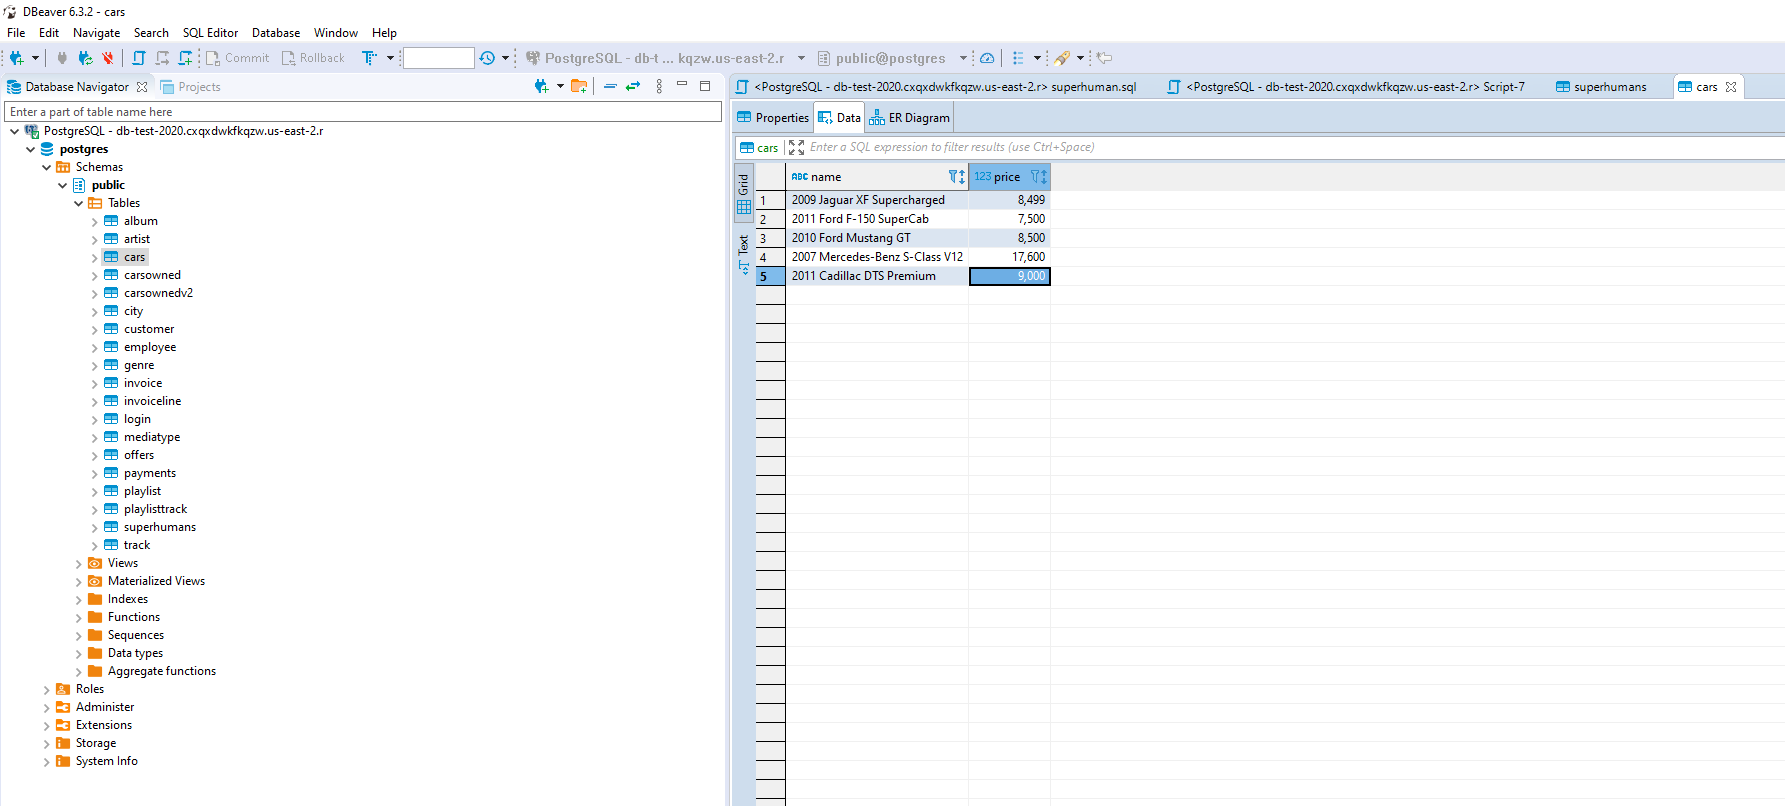 DBeaver 6.3.2 - cars
File Edit Navigate Search SQL Editor Database Window Help
Commit Rollback PostgreSQL - db-t ... kqzw.us-east-2.r public@postgres
Database Navigator Projects
Enter a part of table name here
PostgreSQL - db-test-2020.cxqxdwkfkqzw.us-east-2.r
postgres
Schemas
public
Tables
album
artist
cars
carsowned
carsownedv2
city
customer
employee
genre
invoice
invoiceline
login
mediatype
offers
payments
playlist
playlisttrack
superhumans
track
Views
Materialized Views
Indexes
Functions
Sequences
Data types
Aggregate functions
Roles
Administer
Extensions
Storage
System Info
<PostgreSQL - db-test-2020.cxqxdwkfkqzw.us-east-2.r> superhuman.sql <PostgreSQL - db-test-2020.cxqxdwkfkqzw.us-east-2.r> Script-7 superhumans cars
Properties Data ER Diagram
cars Enter a SQL expression to filter results (use Ctrl+Space)
Grid
Text
ABC name 123 price
1 2009 Jaguar XF Supercharged 8,499
2 2011 Ford F-150 SuperCab 7,500
3 2010 Ford Mustang GT 8,500
4 2007 Mercedes-Benz S-Class V12 17,600
5 2011 Cadillac DTS Premium 9,000